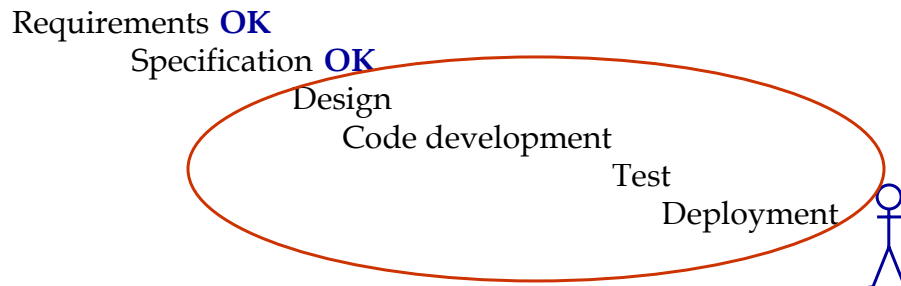 Requirements OK
Specification OK
Design
Code development
Test
Deployment